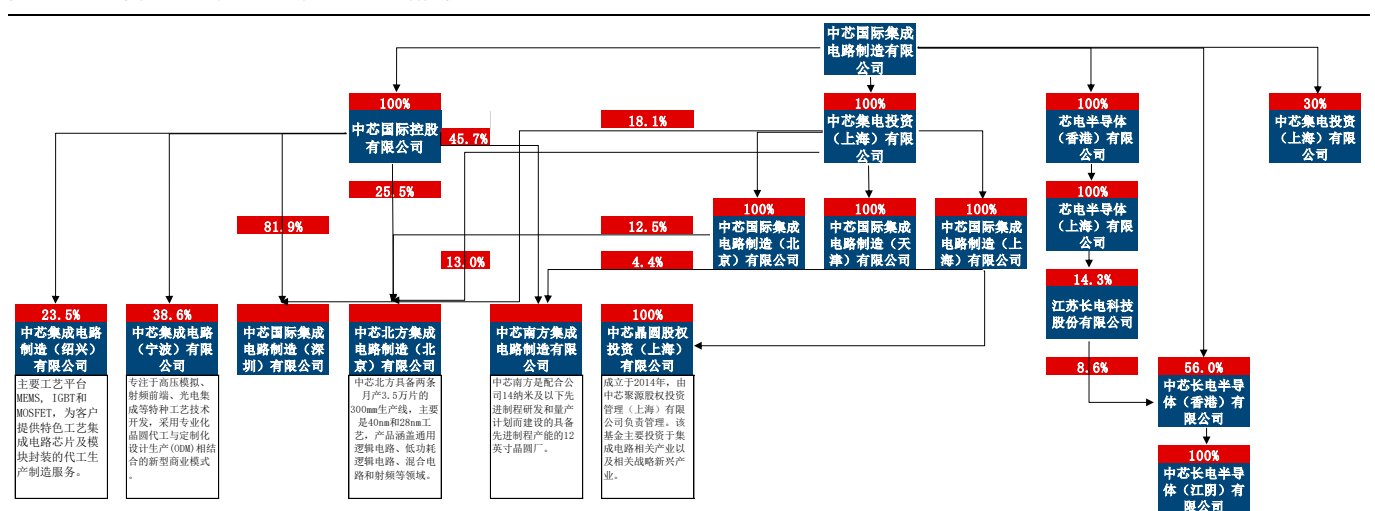 中芯国际集成
电路制造有限
公司
100%
中芯国际控股
有限公司
45.7%
18.1%
100%
中芯集电投资
（上海）有限
公司
100%
芯电半导体
（香港）有限
公司
30%
中芯集电投资
（上海）有限
公司
25.5%
81.9%
12.5%
13.0%
4.4%
100%
中芯国际集成
电路制造（北
京）有限公司
100%
中芯国际集成
电路制造（天
津）有限公司
100%
中芯国际集成
电路制造（上
海）有限公司
100%
芯电半导体
（上海）有限
公司
14.3%
江苏长电科技
股份有限公司
8.6%
23.5%
中芯集成电路
制造（绍兴）
有限公司
主要工艺平台
MEMS, IGBT和
MOSFET，为客户
提供特色工艺集
成电路芯片及模
块封装的代工生
产制造服务。
38.6%
中芯集成电路
（宁波）有限
公司
专注于高压模拟、
射频前端、光电集
成等特种工艺技术
开发，采用专业化
晶圆代工与定制化
设计生产(ODM)相结
合的新型商业模式
。
中芯国际集成
电路制造（深
圳）有限公司
中芯北方集成
电路制造（北
京）有限公司
中芯北方具备两条
月产3.5万片的
300mm生产线，主要
是40nm和28nm工
艺，产品涵盖通用
逻辑电路、低功耗
逻辑电路、混合电
路和射频等领域。
中芯南方集成
电路制造有限
公司
中芯南方是配合公
司14纳米及以下先
进制程研发和量产
计划而建设的具备
先进制程产能的12
英寸晶圆厂。
100%
中芯晶圆股权
投资（上海）
有限公司
成立于2014年，由
中芯聚源股权投资
管理（上海）有限
公司负责管理。该
基金主要投资于集
成电路相关产业以
及相关战略新兴产
业。
56.0%
中芯长电半导
体（香港）有
限公司
100%
中芯长电半导
体（江阴）有
限公司